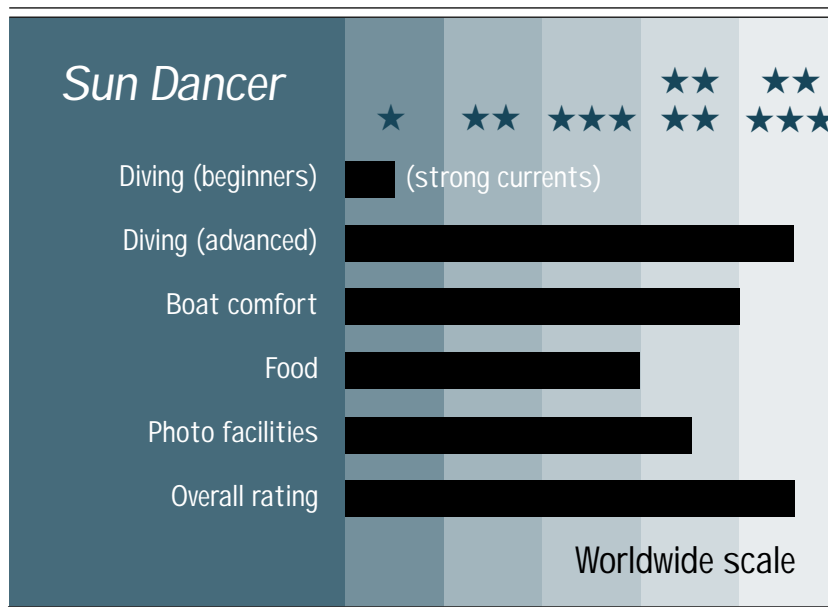 Sun Dancer
★ ★★ ★★★ ★★★★ ★★★★★
Diving (beginners) (strong currents)
Diving (advanced)
Boat comfort
Food
Photo facilities
Overall rating
Worldwide scale